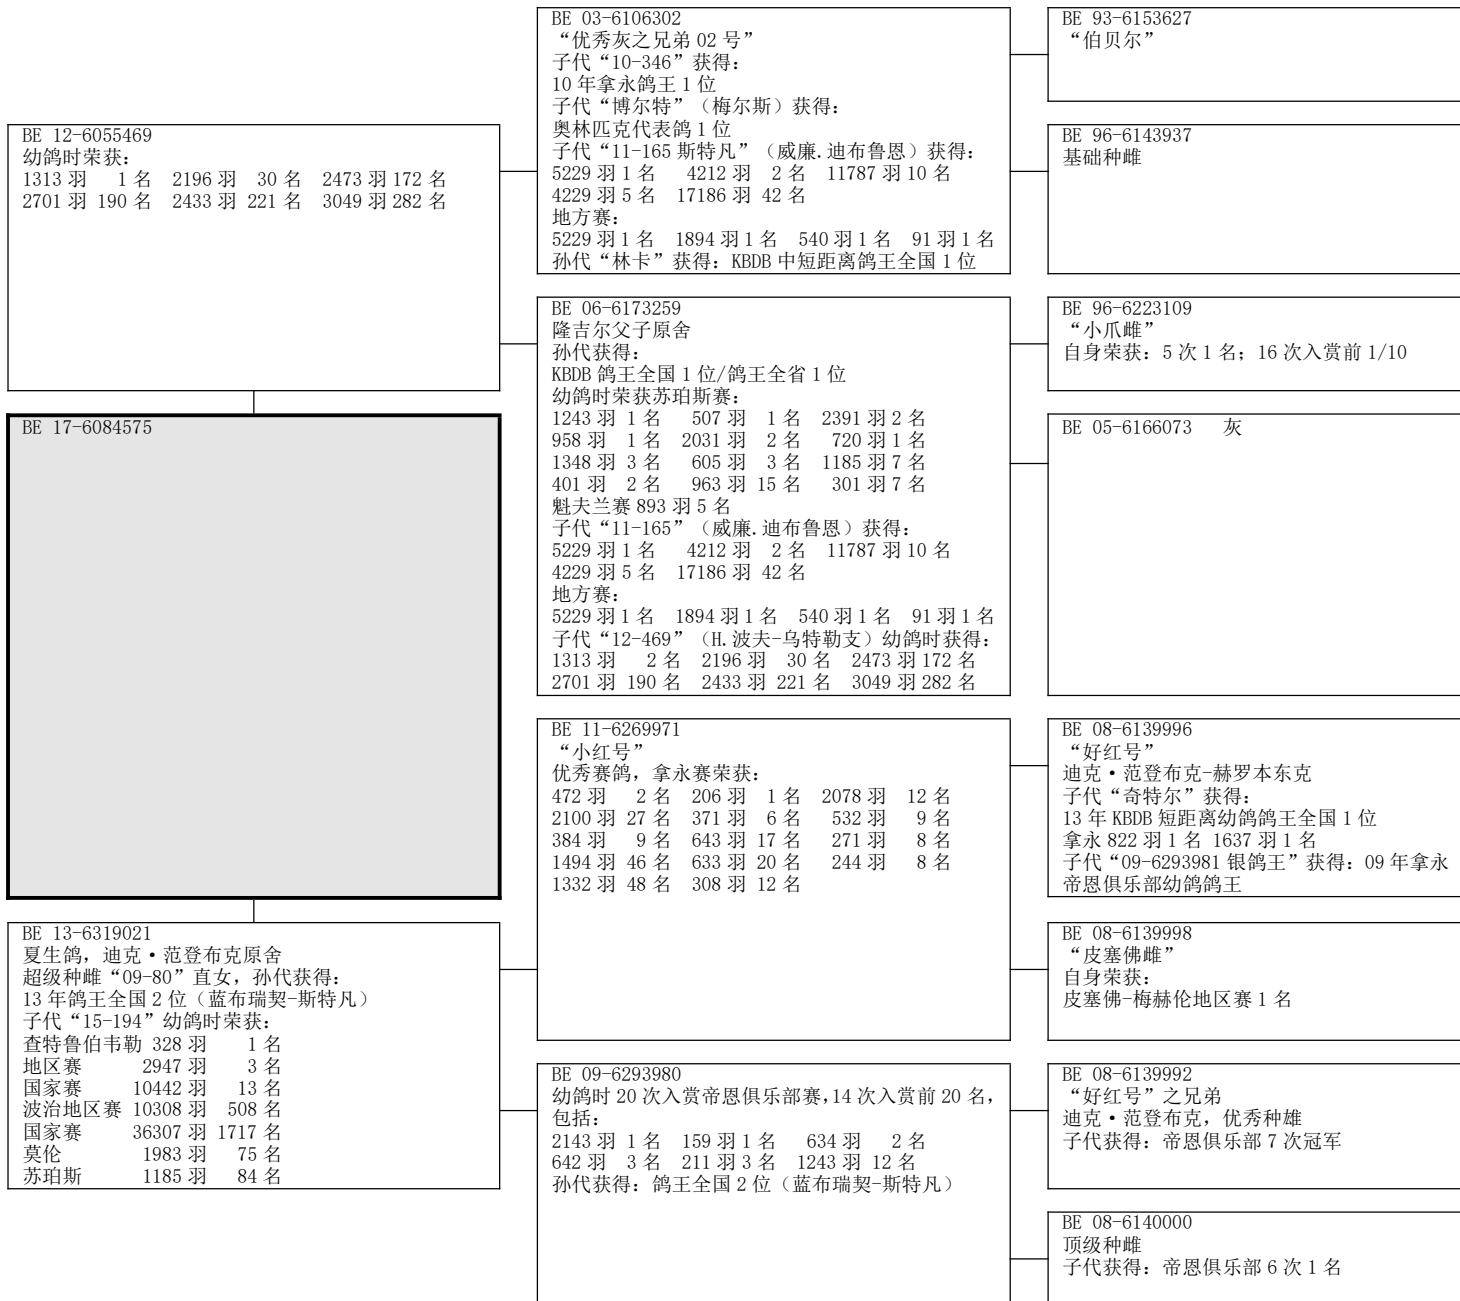 BE 12-6055469
幼鸽时荣获：
1313 羽 1 名 2196 羽 30 名 2473 羽 172 名
2701 羽 190 名 2433 羽 221 名 3049 羽 282 名
BE 17-6084575
BE 13-6319021
夏生鸽，迪克·范登布克原舍
超级种雌“09-80”直女，孙代获得：
13 年鸽王全国 2 位（蓝布瑞契-斯特凡）
子代“15-194”幼鸽时荣获：
查特鲁伯韦勒 328 羽 1 名
地区赛 2947 羽 3 名
国家赛 10442 羽 13 名
波治地区赛 10308 羽 508 名
国家赛 36307 羽 1717 名
莫伦 1983 羽 75 名
苏珀斯 1185 羽 84 名
BE 03-6106302
“优秀灰之兄弟 02 号”
子代“10-346”获得：
10 年拿永鸽王 1 位
子代“博尔特”（梅尔斯）获得：
奥林匹克代表鸽 1 位
子代“11-165 斯特凡”（威廉.迪布鲁恩）获得：
5229 羽 1 名 4212 羽 2 名 11787 羽 10 名
4229 羽 5 名 17186 羽 42 名
地方赛：
5229 羽 1 名 1894 羽 1 名 540 羽 1 名 91 羽 1 名
孙代“林卡”获得：KBDB 中短距离鸽王全国 1 位
BE 06-6173259
隆吉尔父子原舍
孙代获得：
KBDB 鸽王全国 1 位/鸽王全省 1 位
幼鸽时荣获苏珀斯赛：
1243 羽 1 名 507 羽 1 名 2391 羽 2 名
958 羽 1 名 2031 羽 2 名 720 羽 1 名
1348 羽 3 名 605 羽 3 名 1185 羽 7 名
401 羽 2 名 963 羽 15 名 301 羽 7 名
魁夫兰赛 893 羽 5 名
子代“11-165”（威廉.迪布鲁恩）获得：
5229 羽 1 名 4212 羽 2 名 11787 羽 10 名
4229 羽 5 名 17186 羽 42 名
地方赛：
5229 羽 1 名 1894 羽 1 名 540 羽 1 名 91 羽 1 名
子代“12-469”（H.波夫-乌特勒支）幼鸽时获得：
1313 羽 2 名 2196 羽 30 名 2473 羽 172 名
2701 羽 190 名 2433 羽 221 名 3049 羽 282 名
BE 11-6269971
“小红号”
优秀赛鸽，拿永赛荣获：
472 羽 2 名 206 羽 1 名 2078 羽 12 名
2100 羽 27 名 371 羽 6 名 532 羽 9 名
384 羽 9 名 643 羽 17 名 271 羽 8 名
1494 羽 46 名 633 羽 20 名 244 羽 8 名
1332 羽 48 名 308 羽 12 名
BE 09-6293980
幼鸽时 20 次入赏帝恩俱乐部赛，14 次入赏前 20 名，
包括：
2143 羽 1 名 159 羽 1 名 634 羽 2 名
642 羽 3 名 211 羽 3 名 1243 羽 12 名
孙代获得：鸽王全国 2 位（蓝布瑞契-斯特凡）
BE 93-6153627
“伯贝尔”
BE 96-6143937
基础种雌
BE 96-6223109
“小爪雌”
自身荣获：5 次 1 名；16 次入赏前 1/10
BE 05-6166073 灰
BE 08-6139996
“好红号”
迪克·范登布克-赫罗本东克
子代“奇特尔”获得：
13 年 KBDB 短距离幼鸽鸽王全国 1 位
拿永 822 羽 1 名 1637 羽 1 名
子代“09-6293981 银鸽王”获得：09 年拿永
帝恩俱乐部幼鸽鸽王
BE 08-6139998
“皮塞佛雌”
自身荣获：
皮塞佛-梅赫伦地区赛 1 名
BE 08-6139992
“好红号”之兄弟
迪克·范登布克，优秀种雄
子代获得：帝恩俱乐部 7 次冠军
BE 08-6140000
顶级种雌
子代获得：帝恩俱乐部 6 次 1 名